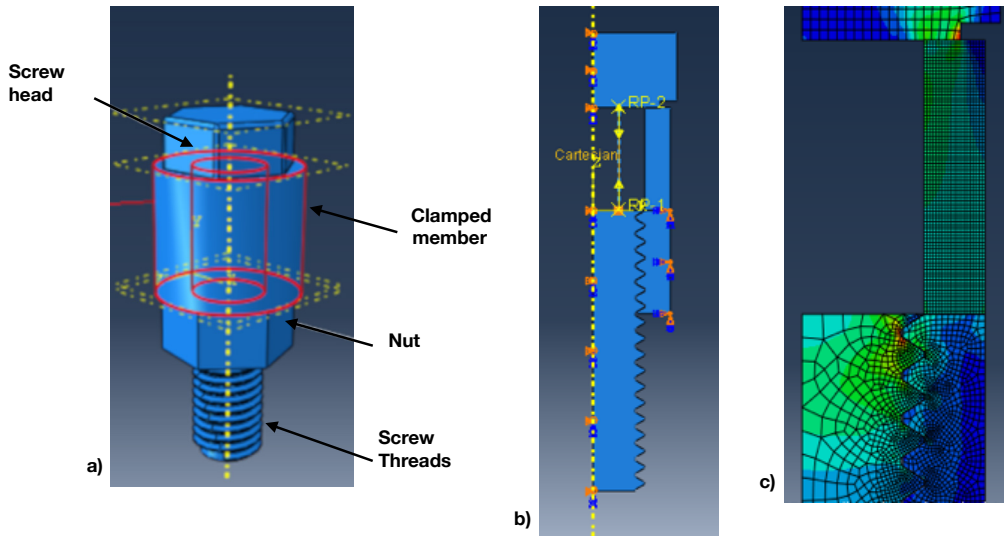 Screw
head
Clamped
member
Nut
Screw
Threads
a)
RP-2
Cartesian
RP-1
b)
c)